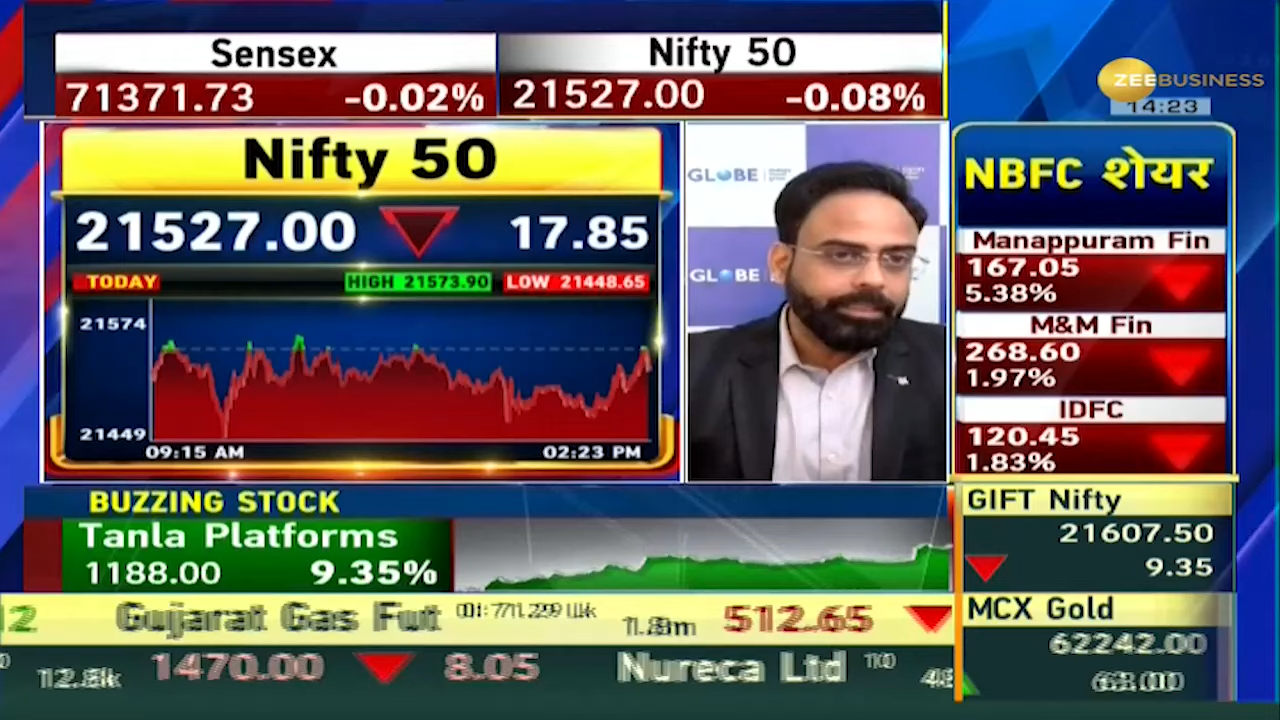 Sensex
71371.73 -0.02%
Nifty 50
21527.00 -0.08%
ZEEBUSINESS
14:23
Nifty 50
21527.00 17.85
TODAY HIGH 21573.90 LOW 21448.65
21574
21449
09:15 AM 02:23 PM
GLOBE
GLOBE
NBFC शेयर
Manappuram Fin
167.05
5.38%
M&M Fin
268.60
1.97%
IDFC
120.45
1.83%
BUZZING STOCK
Tanla Platforms
1188.00 9.35%
GIFT Nifty
21607.50
9.35
MCX Gold
62242.00
Gujarat Gas Fut 512.65
1470.00 8.05 Nureca Ltd